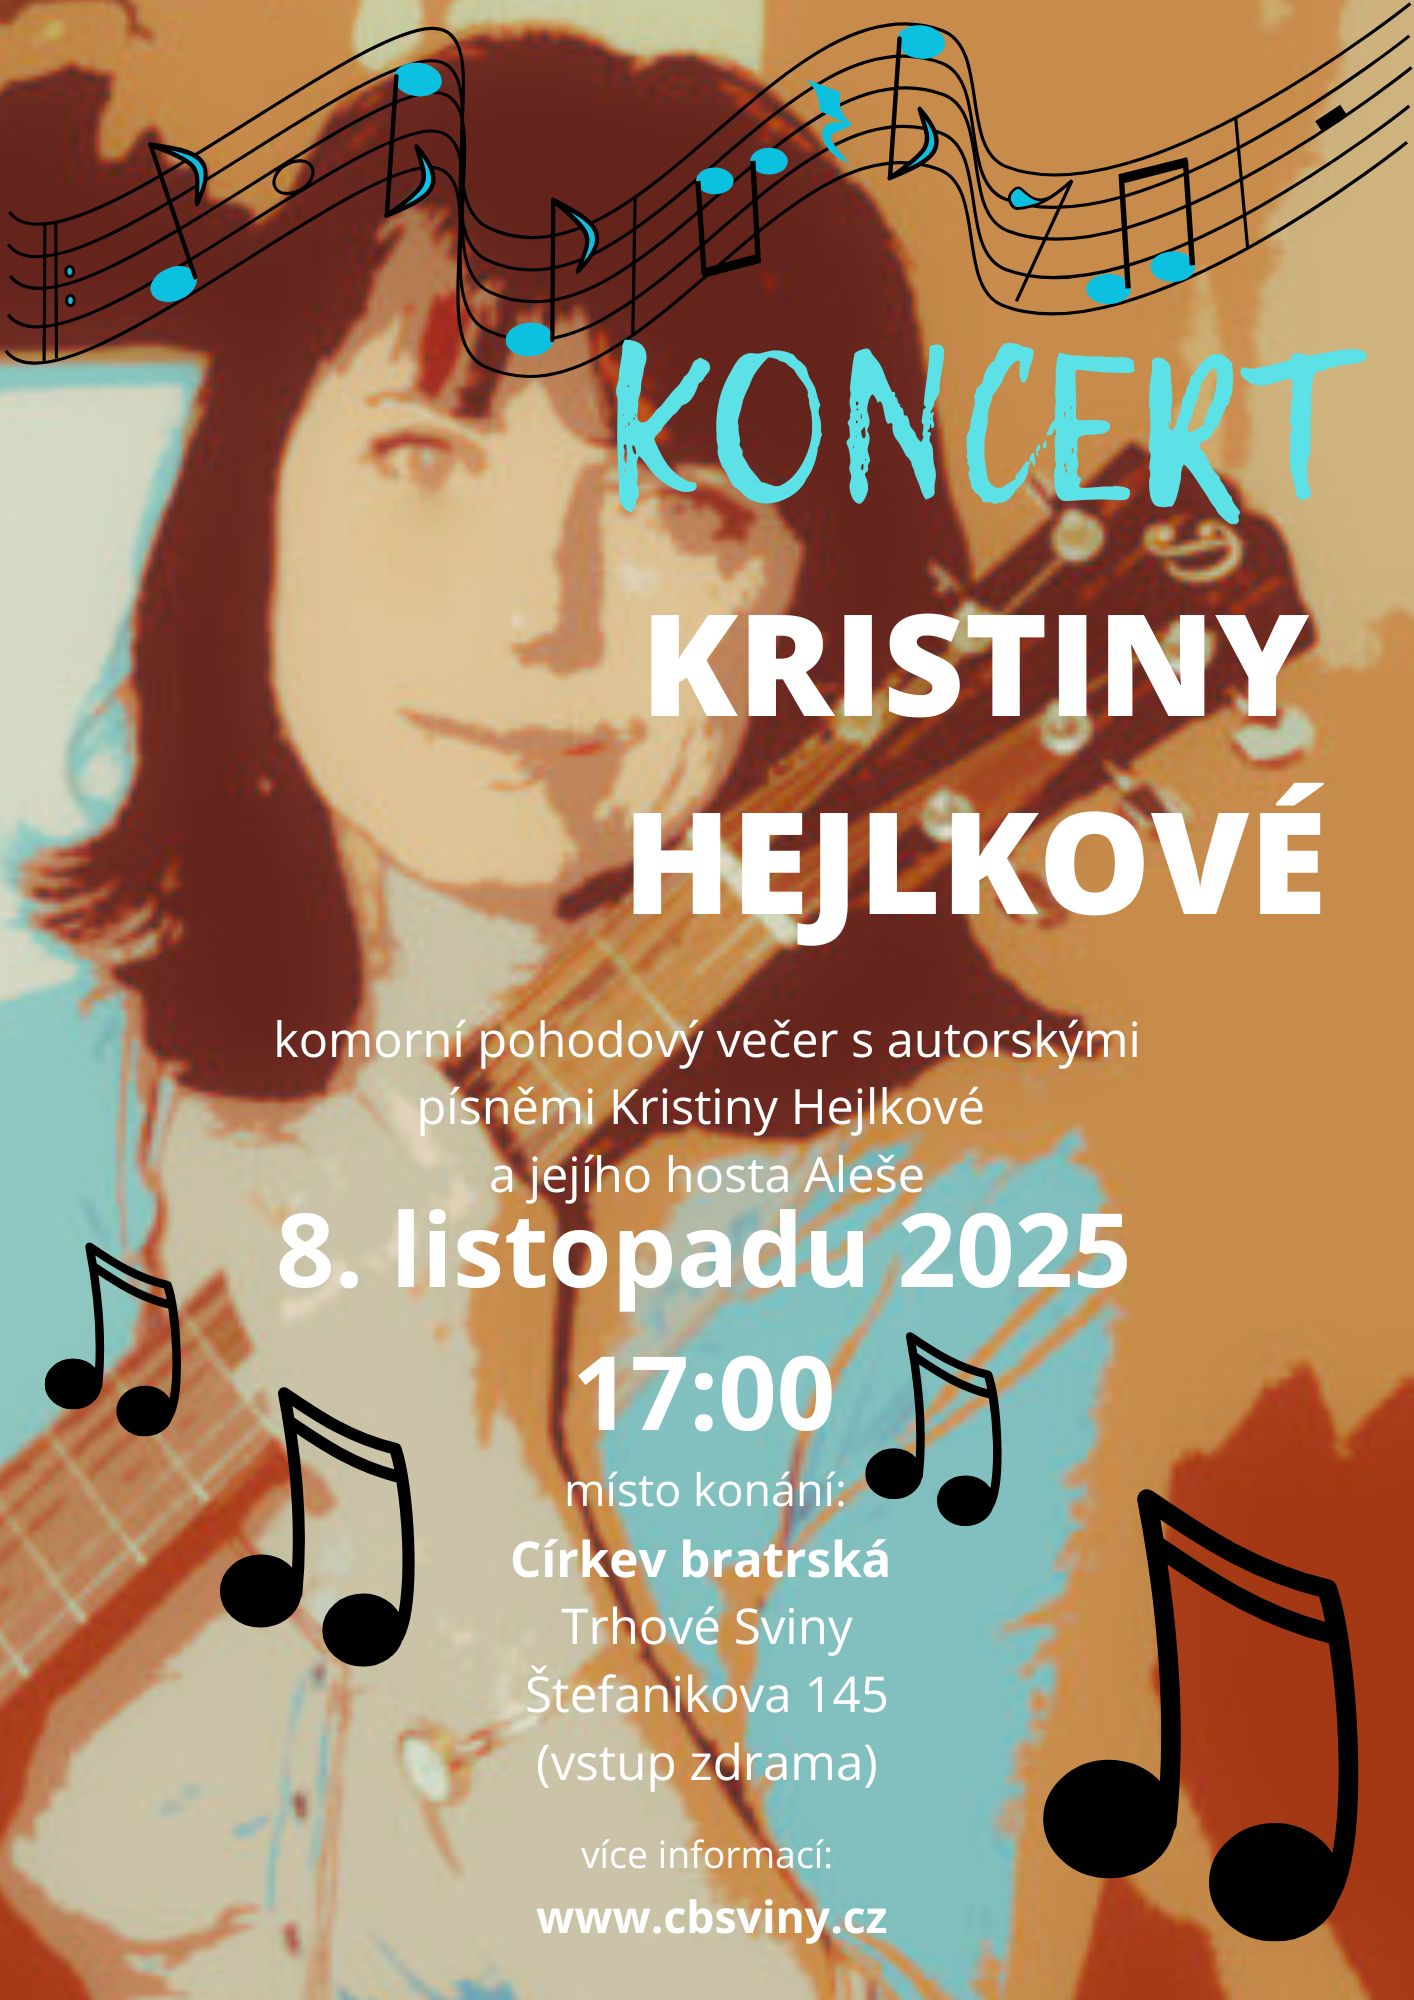 KONCERT
KRISTINY
HEJLKOVÉ
komorní pohodový večer s autorskými
písněmi Kristiny Hejlkové
a jejího hosta Aleše
8. listopadu 2025
17:00
místo konání:
Církev bratrská
Trhové Sviny
Štefanikova 145
(vstup zdrama)
více informací:
www.cbsviny.cz